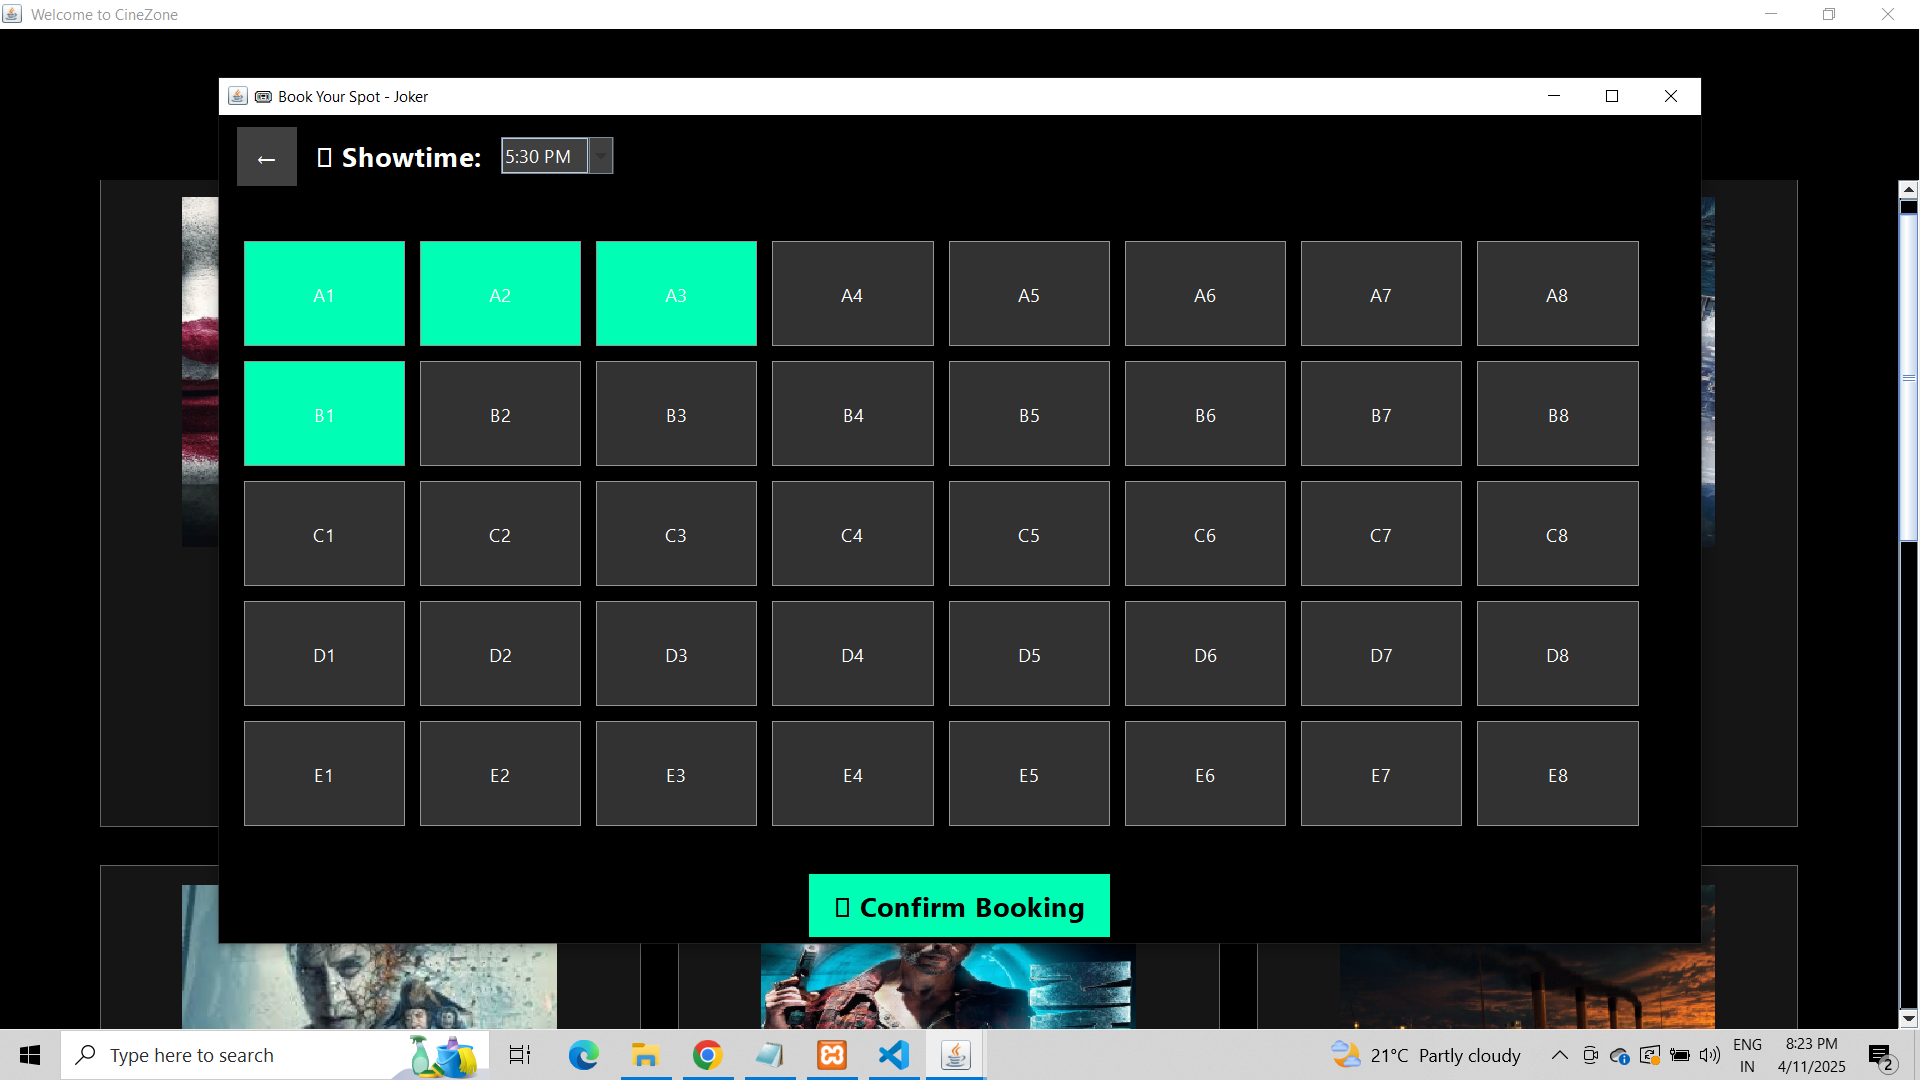 Welcome to CineZone
Book Your Spot - Joker
← Showtime: 5:30 PM
A1 A2 A3 A4 A5 A6 A7 A8
B1 B2 B3 B4 B5 B6 B7 B8
C1 C2 C3 C4 C5 C6 C7 C8
D1 D2 D3 D4 D5 D6 D7 D8
E1 E2 E3 E4 E5 E6 E7 E8
Confirm Booking
Type here to search
21°C Partly cloudy
ENG
IN
8:23 PM
4/11/2025
2